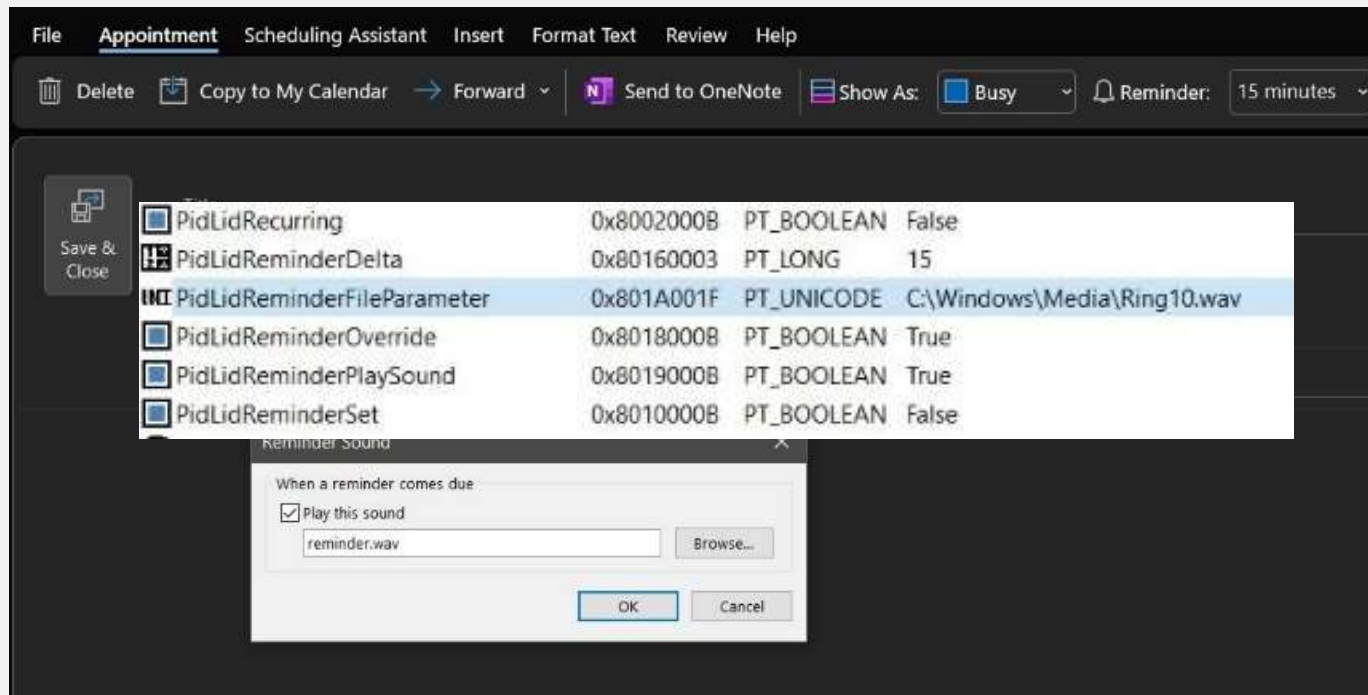 File Appointment Scheduling Assistant Insert Format Text Review Help
Delete Copy to My Calendar Forward Send to OneNote Show As: Busy Reminder: 15 minutes
Save &
Close
PidLidRecurring 0x8002000B PT_BOOLEAN False
PidLidReminderDelta 0x80160003 PT_LONG 15
PidLidReminderFileParameter 0x801A001F PT_UNICODE C:\Windows\Media\Ring10.wav
PidLidReminderOverride 0x8018000B PT_BOOLEAN True
PidLidReminderPlaySound 0x8019000B PT_BOOLEAN True
PidLidReminderSet 0x8010000B PT_BOOLEAN False
Reminder Sound
When a reminder comes due
Play this sound
reminder.wav Browse...
OK Cancel